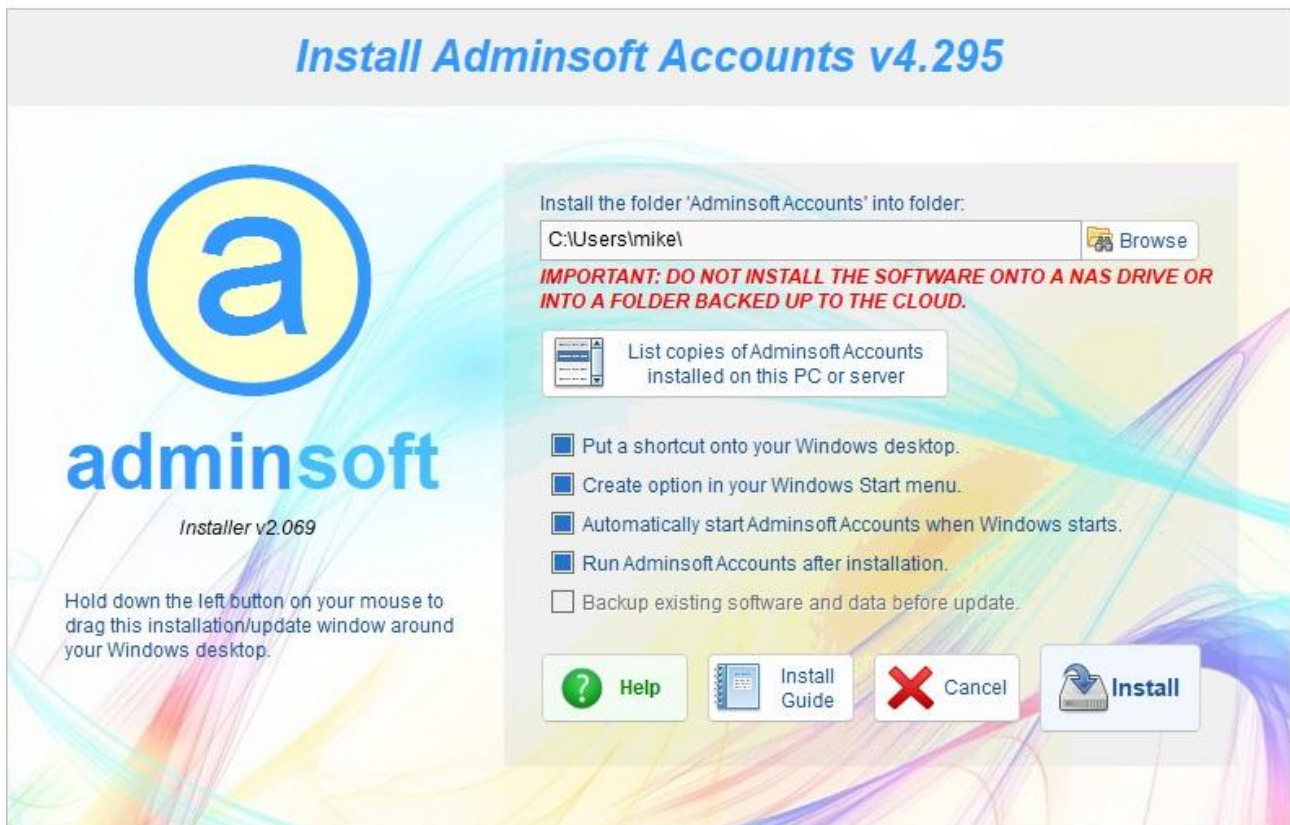 Install Adminsoft Accounts v4.295
a
adminsoft
Installer v2.069
Hold down the left button on your mouse to
drag this installation/update window around
your Windows desktop.
Install the folder 'Adminsoft Accounts' into folder:
C:\Users\mike\
Browse
IMPORTANT: DO NOT INSTALL THE SOFTWARE ONTO A NAS DRIVE OR
INTO A FOLDER BACKED UP TO THE CLOUD.
List copies of Adminsoft Accounts
installed on this PC or server
Put a shortcut onto your Windows desktop.
Create option in your Windows Start menu.
Automatically start Adminsoft Accounts when Windows starts.
Run Adminsoft Accounts after installation.
Backup existing software and data before update.
? Help
Install
Guide
Cancel
Install